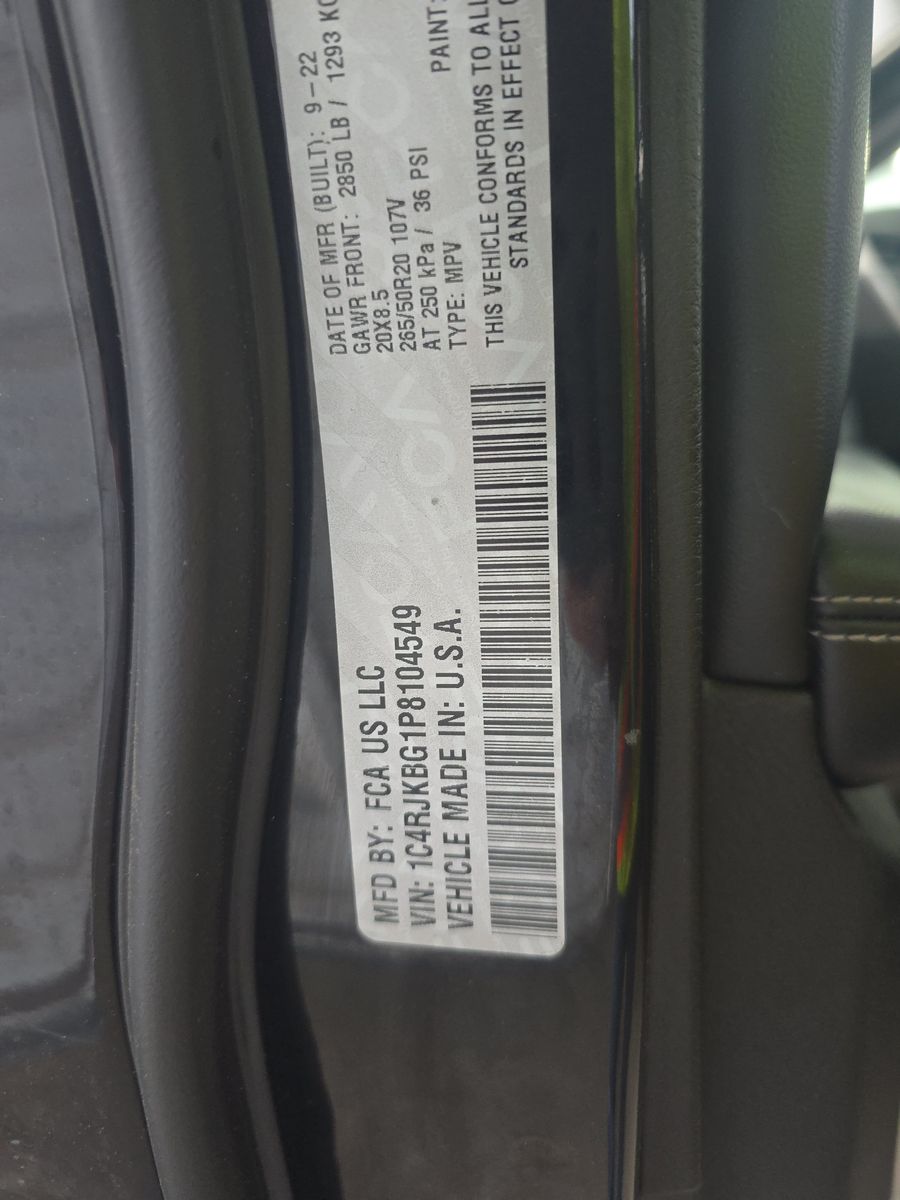 MFD BY: FCA US LLC
VIN: 1C4RJKBG1P8104549
VEHICLE MADE IN: U.S.A.
DATE OF MFR (BUILT): 9-22
GAWR FRONT: 2850 LB / 1293 KG
20X8.5
265/50R20 107V
AT 250 kPa / 36 PSI
TYPE: MPV PAINT:
THIS VEHICLE CONFORMS TO ALL
STANDARDS IN EFFECT